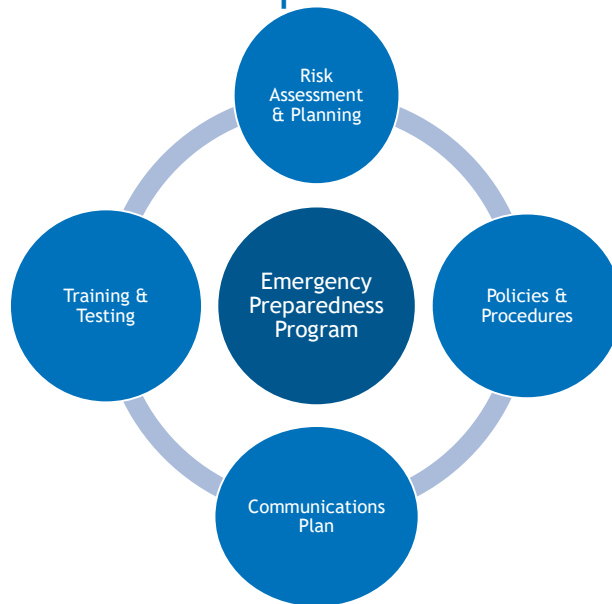 Risk
Assessment
& Planning
Training &
Testing
Emergency
Preparedness
Program
Policies &
Procedures
Communications
Plan